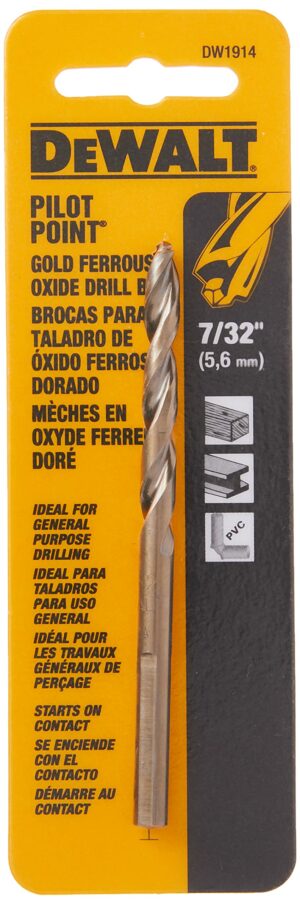 DW1914
DEWALT®
PILOT
POINT®
GOLD FERROUS
OXIDE DRILL B
BROCAS PARA
TALADRO DE
ÓXIDO FERROS
DORADO
MÈCHES EN
OXYDE FERRE
DORÉ
7/32"
(5,6 mm)
PVC
IDEAL FOR
GENERAL
PURPOSE
DRILLING
IDEAL PARA
TALADROS
PARA USO
GENERAL
IDÉAL POUR
LES TRAVAUX
GÉNÉRAUX DE
PERÇAGE
STARTS ON
CONTACT
SE ENCIENDE
CON EL
CONTACTO
DÉMARRE AU
CONTACT